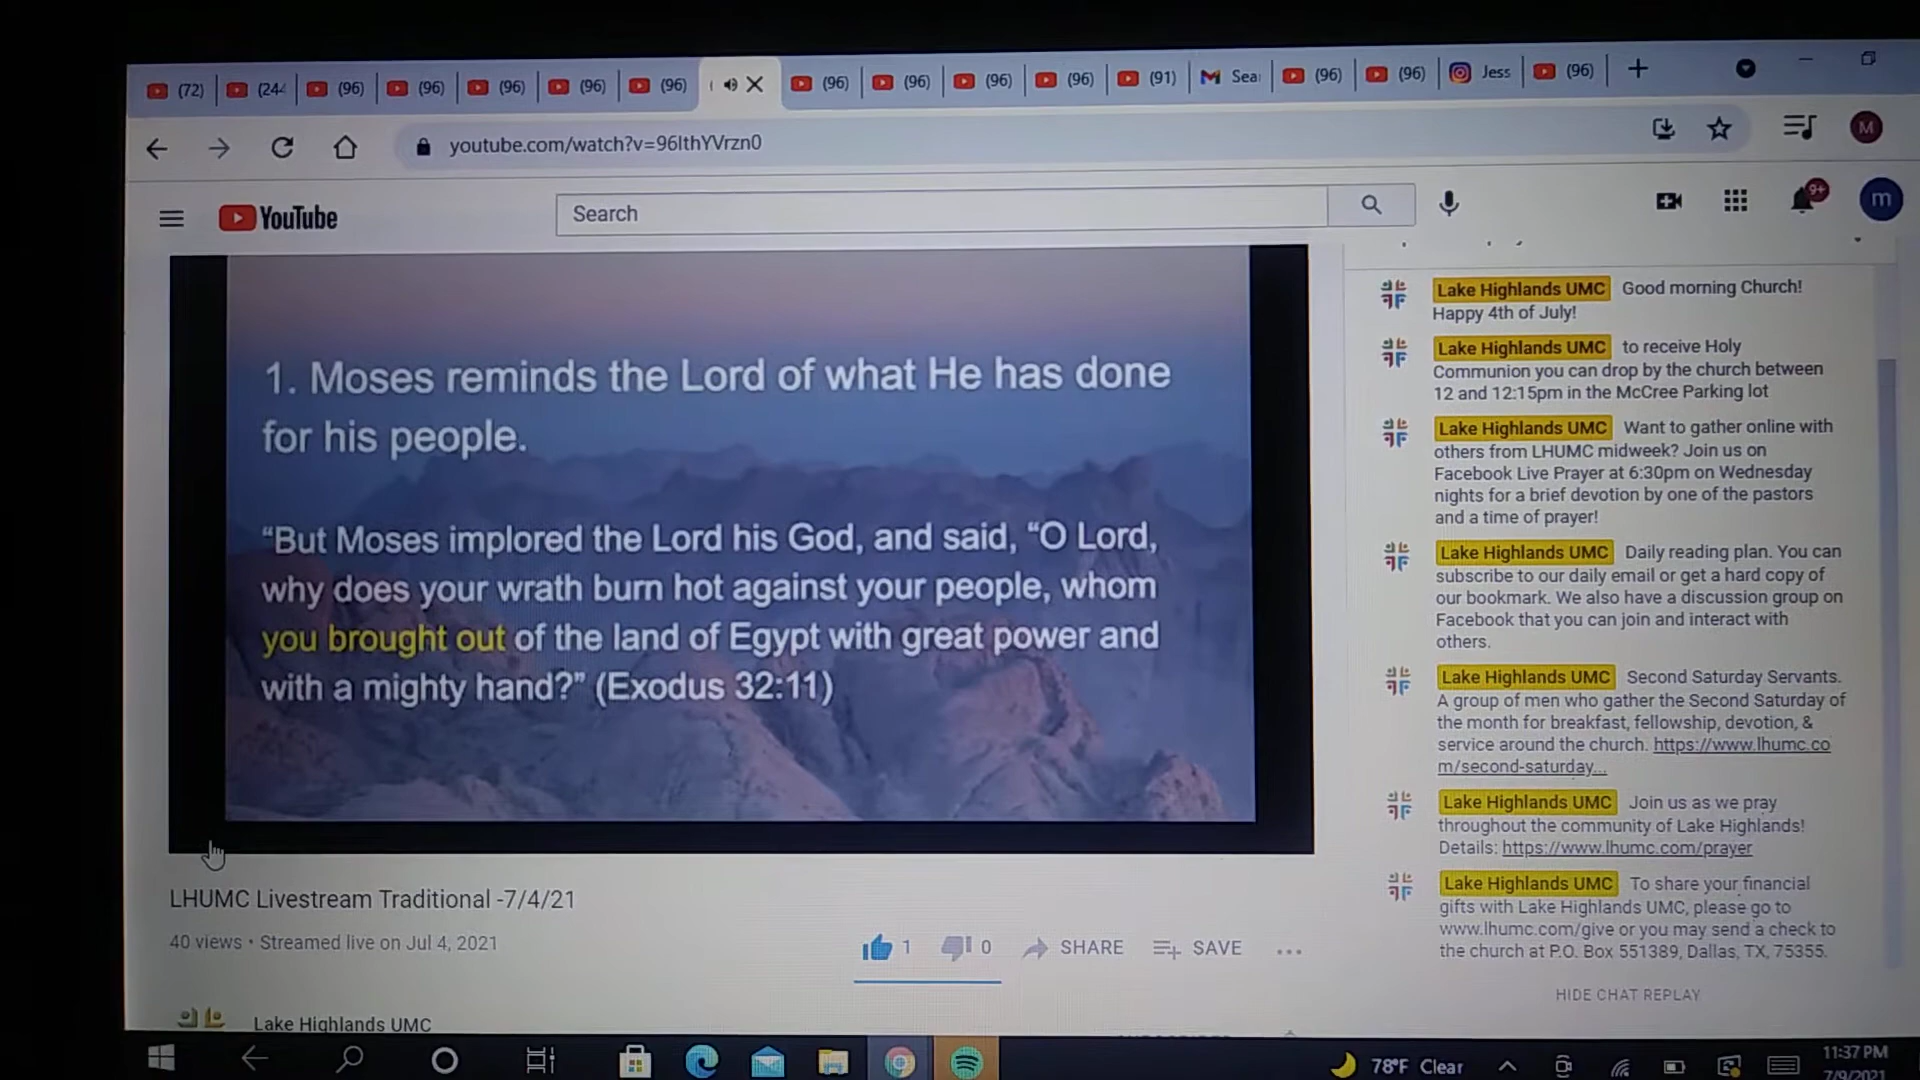 (72)
(244
(96)
(96)
(96)
(96)
(96)
(96)
(96)
(96)
(96)
(91)
Sea
(96)
(96)
Jess
(96)
youtube.com/watch?v=96lthYVrzn0
M
YouTube
Search
9+
m
1. Moses reminds the Lord of what He has done
for his people.
“But Moses implored the Lord his God, and said, “O Lord,
why does your wrath burn hot against your people, whom
you brought out of the land of Egypt with great power and
with a mighty hand?” (Exodus 32:11)
LHUMC Livestream Traditional -7/4/21
40 views • Streamed live on Jul 4, 2021
1
0
SHARE
SAVE
Lake Highlands UMC
Lake Highlands UMC Good morning Church!
Happy 4th of July!
Lake Highlands UMC to receive Holy
Communion you can drop by the church between
12 and 12:15pm in the McCree Parking lot
Lake Highlands UMC Want to gather online with
others from LHUMC midweek? Join us on
Facebook Live Prayer at 6:30pm on Wednesday
nights for a brief devotion by one of the pastors
and a time of prayer!
Lake Highlands UMC Daily reading plan. You can
subscribe to our daily email or get a hard copy of
our bookmark. We also have a discussion group on
Facebook that you can join and interact with
others.
Lake Highlands UMC Second Saturday Servants.
A group of men who gather the Second Saturday of
the month for breakfast, fellowship, devotion, &
service around the church. https://www.lhumc.co
m/second-saturday...
Lake Highlands UMC Join us as we pray
throughout the community of Lake Highlands!
Details: https://www.lhumc.com/prayer
Lake Highlands UMC To share your financial
gifts with Lake Highlands UMC, please go to
www.lhumc.com/give or you may send a check to
the church at P.O. Box 551389, Dallas, TX, 75355.
HIDE CHAT REPLAY
78°F Clear
11:37 PM
7/9/2021